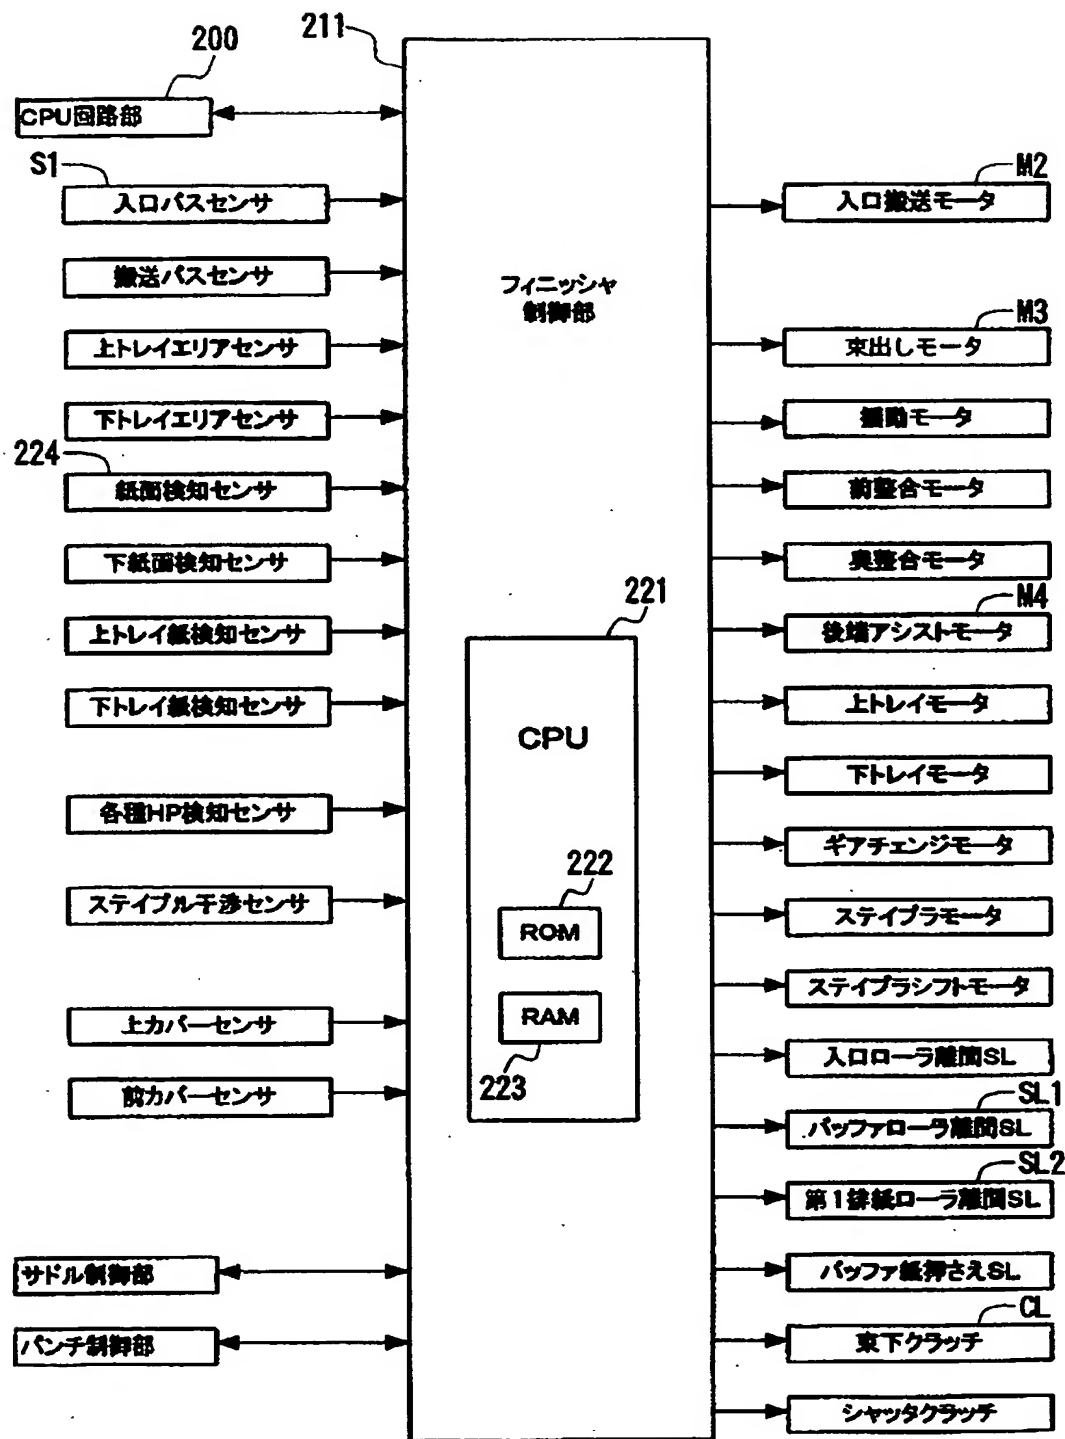 200
211
CPU回路部
S1
入口パスセンサ
搬送パスセンサ
上トレイエリアセンサ
下トレイエリアセンサ
224
紙面検知センサ
下紙面検知センサ
上トレイ紙検知センサ
下トレイ紙検知センサ
各種HP検知センサ
ステイプル干渉センサ
上カバーセンサ
前カバーセンサ
サドル制御部
パンチ制御部
フィニッシャ
制御部
221
CPU
222
ROM
RAM
223
M2
入口搬送モータ
M3
束出しモータ
揺動モータ
前整合モータ
奥整合モータ
M4
後端アシストモータ
上トレイモータ
下トレイモータ
ギアチェンジモータ
ステイプラモータ
ステイプラシフトモータ
入口ローラ離間SL
SL1
バッファローラ離間SL
SL2
第1排紙ローラ離間SL
バッファ紙押さえSL
CL
束下クラッチ
シャッタクラッチ